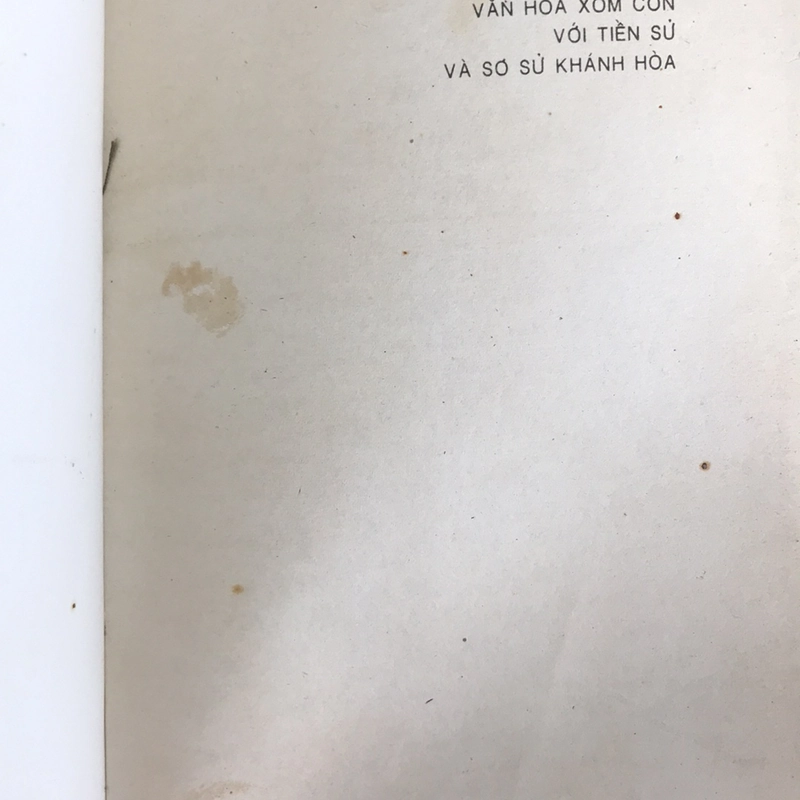 VĂN HÓA XÓM CỒN
VỚI TIỀN SỬ
VÀ SƠ SỬ KHÁNH HÒA